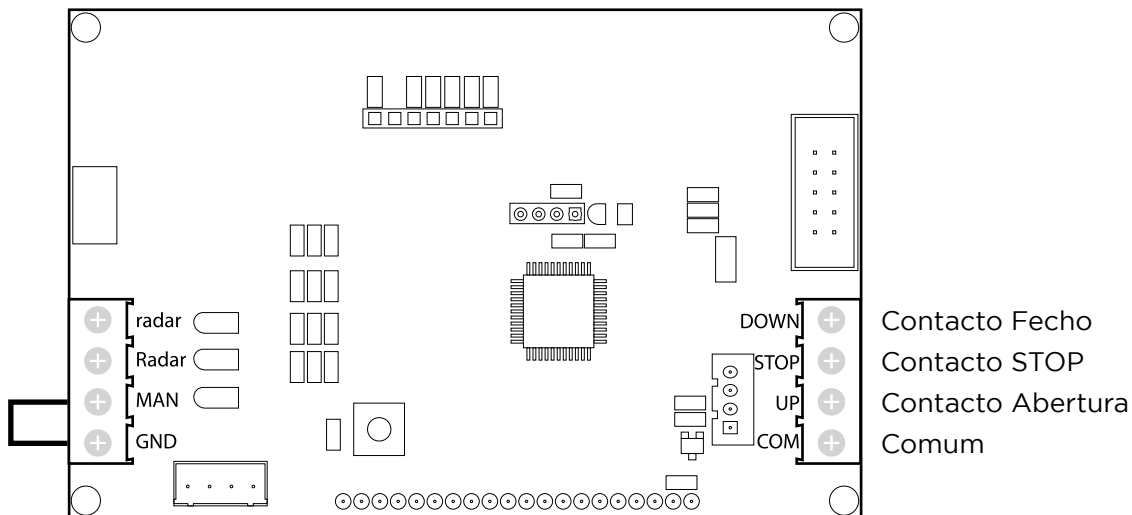 radar
Radar
MAN
GND
DOWN Contacto Fecho
STOP Contacto STOP
UP Contacto Abertura
COM Comum